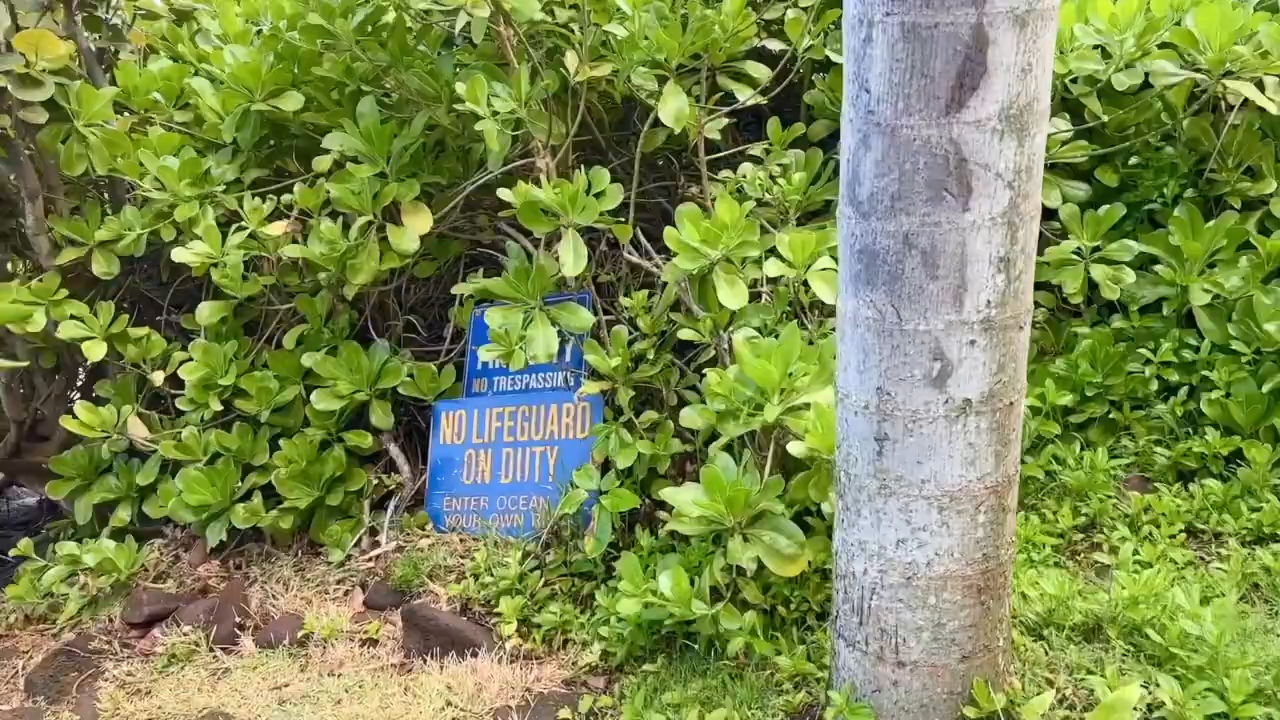 NO TRESPASSING
NO LIFEGUARD
ON DUTY
ENTER OCEAN
YOUR OWN